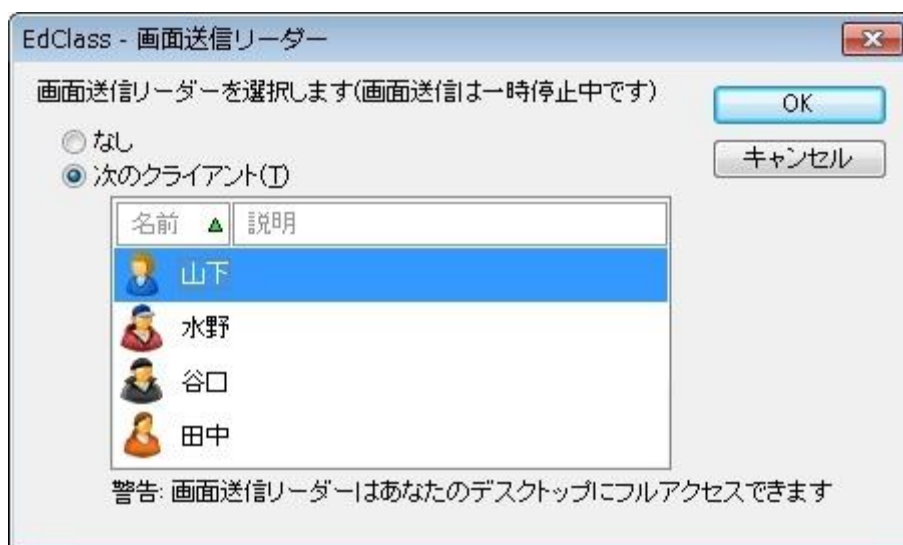 EdClass - 画面送信リーダー
画面送信リーダーを選択します(画面送信は一時停止中です)
OK
なし
キャンセル
次のクライアント(T)
名前 説明
山下
水野
谷口
田中
警告: 画面送信リーダーはあなたのデスクトップにフルアクセスできます